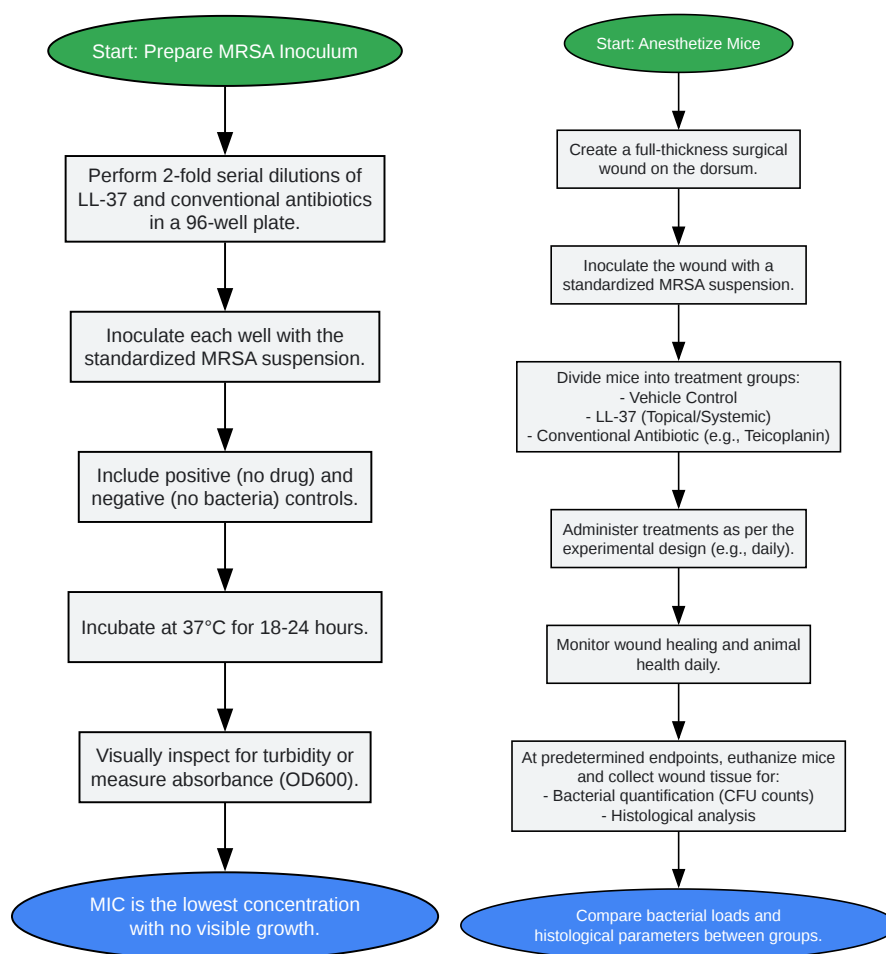 Start: Prepare MRSA Inoculum
Perform 2-fold serial dilutions of
LL-37 and conventional antibiotics
in a 96-well plate.
Inoculate each well with the
standardized MRSA suspension.
Include positive (no drug) and
negative (no bacteria) controls.
Incubate at 37°C for 18-24 hours.
Visually inspect for turbidity or
measure absorbance (OD600).
MIC is the lowest concentration
with no visible growth.
Start: Anesthetize Mice
Create a full-thickness surgical
wound on the dorsum.
Inoculate the wound with a
standardized MRSA suspension.
Divide mice into treatment groups:
- Vehicle Control
- LL-37 (Topical/Systemic)
- Conventional Antibiotic (e.g., Teicoplanin)
Administer treatments as per the
experimental design (e.g., daily).
Monitor wound healing and animal
health daily.
At predetermined endpoints, euthanize mice
and collect wound tissue for:
- Bacterial quantification (CFU counts)
- Histological analysis
Compare bacterial loads and
histological parameters between groups.